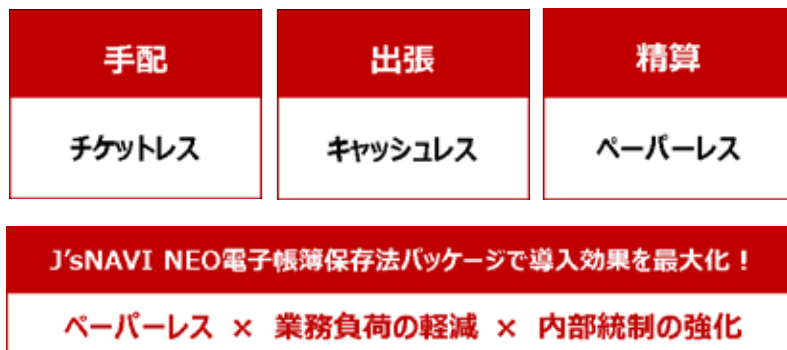 手配 出張 精算
チケットレス キャッシュレス ペーパーレス
J'sNAVI NEO電子帳簿保存法パッケージで導入効果を最大化！
ペーパーレス × 業務負荷の軽減 × 内部統制の強化